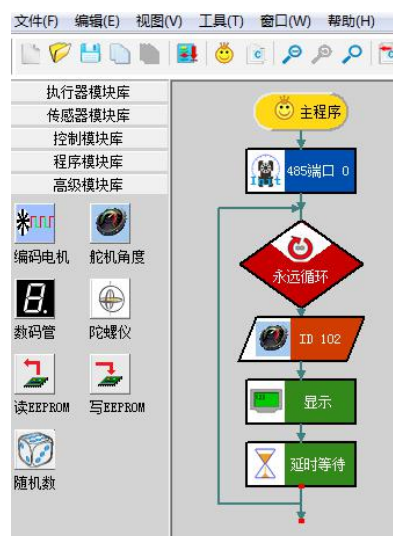 文件(F) 编辑(E) 视图(V) 工具(T) 窗口(W) 帮助(H)
执行器模块库
传感器模块库
控制模块库
程序模块库
高级模块库
编码电机 舵机角度
数码管 陀螺仪
读EEPROM 写EEPROM
随机数
主程序
485端口 0
永远循环
ID 102
显示
延时等待